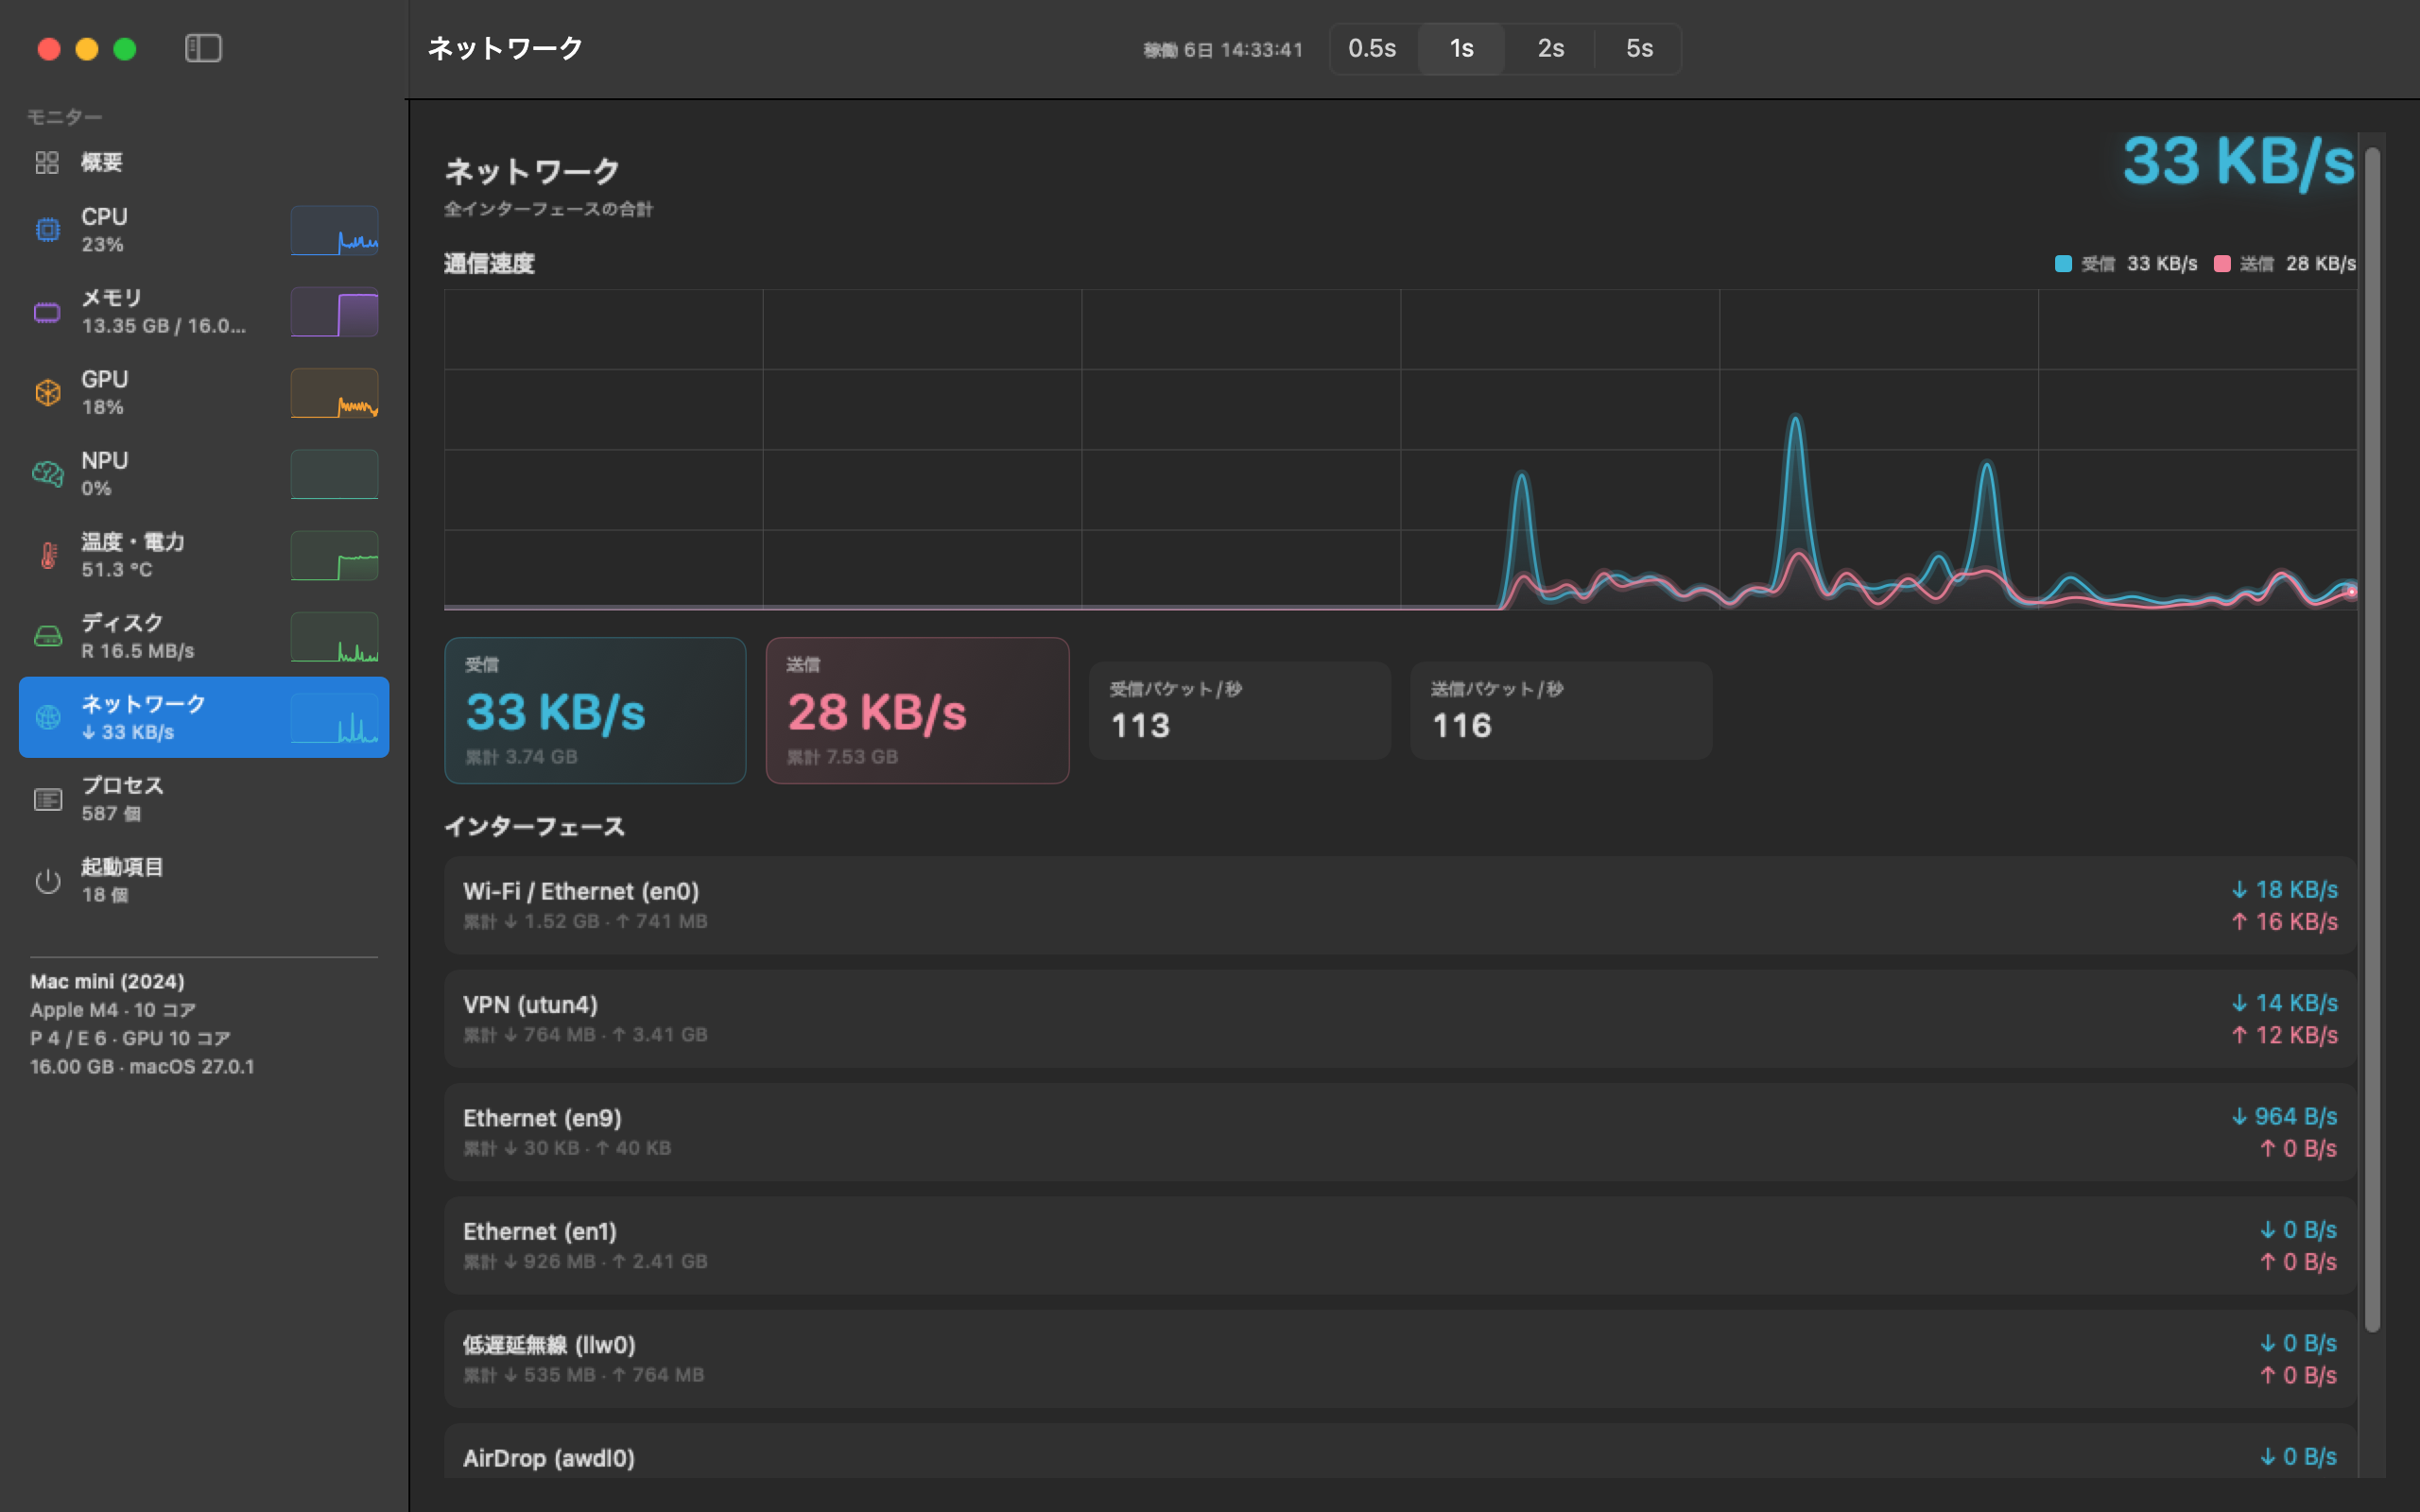 ネットワーク
稼働 6日 14:33:41
0.5s
1s
2s
5s
モニター
概要
CPU
23%
メモリ
13.35 GB / 16.0...
GPU
18%
NPU
0%
温度・電力
51.3 °C
ディスク
R 16.5 MB/s
ネットワーク
↓ 33 KB/s
プロセス
587 個
起動項目
18 個
Mac mini (2024)
Apple M4 · 10 コア
P 4 / E 6 · GPU 10 コア
16.00 GB · macOS 27.0.1
ネットワーク
33 KB/s
全インターフェースの合計
通信速度
受信 33 KB/s 送信 28 KB/s
受信
33 KB/s
累計 3.74 GB
送信
28 KB/s
累計 7.53 GB
受信パケット/秒
113
送信パケット/秒
116
インターフェース
Wi-Fi / Ethernet (en0)
累計 ↓ 1.52 GB · ↑ 741 MB
↓ 18 KB/s
↑ 16 KB/s
VPN (utun4)
累計 ↓ 764 MB · ↑ 3.41 GB
↓ 14 KB/s
↑ 12 KB/s
Ethernet (en9)
累計 ↓ 30 KB · ↑ 40 KB
↓ 964 B/s
↑ 0 B/s
Ethernet (en1)
累計 ↓ 926 MB · ↑ 2.41 GB
↓ 0 B/s
↑ 0 B/s
低遅延無線 (llw0)
累計 ↓ 535 MB · ↑ 764 MB
↓ 0 B/s
↑ 0 B/s
AirDrop (awdl0)
↓ 0 B/s